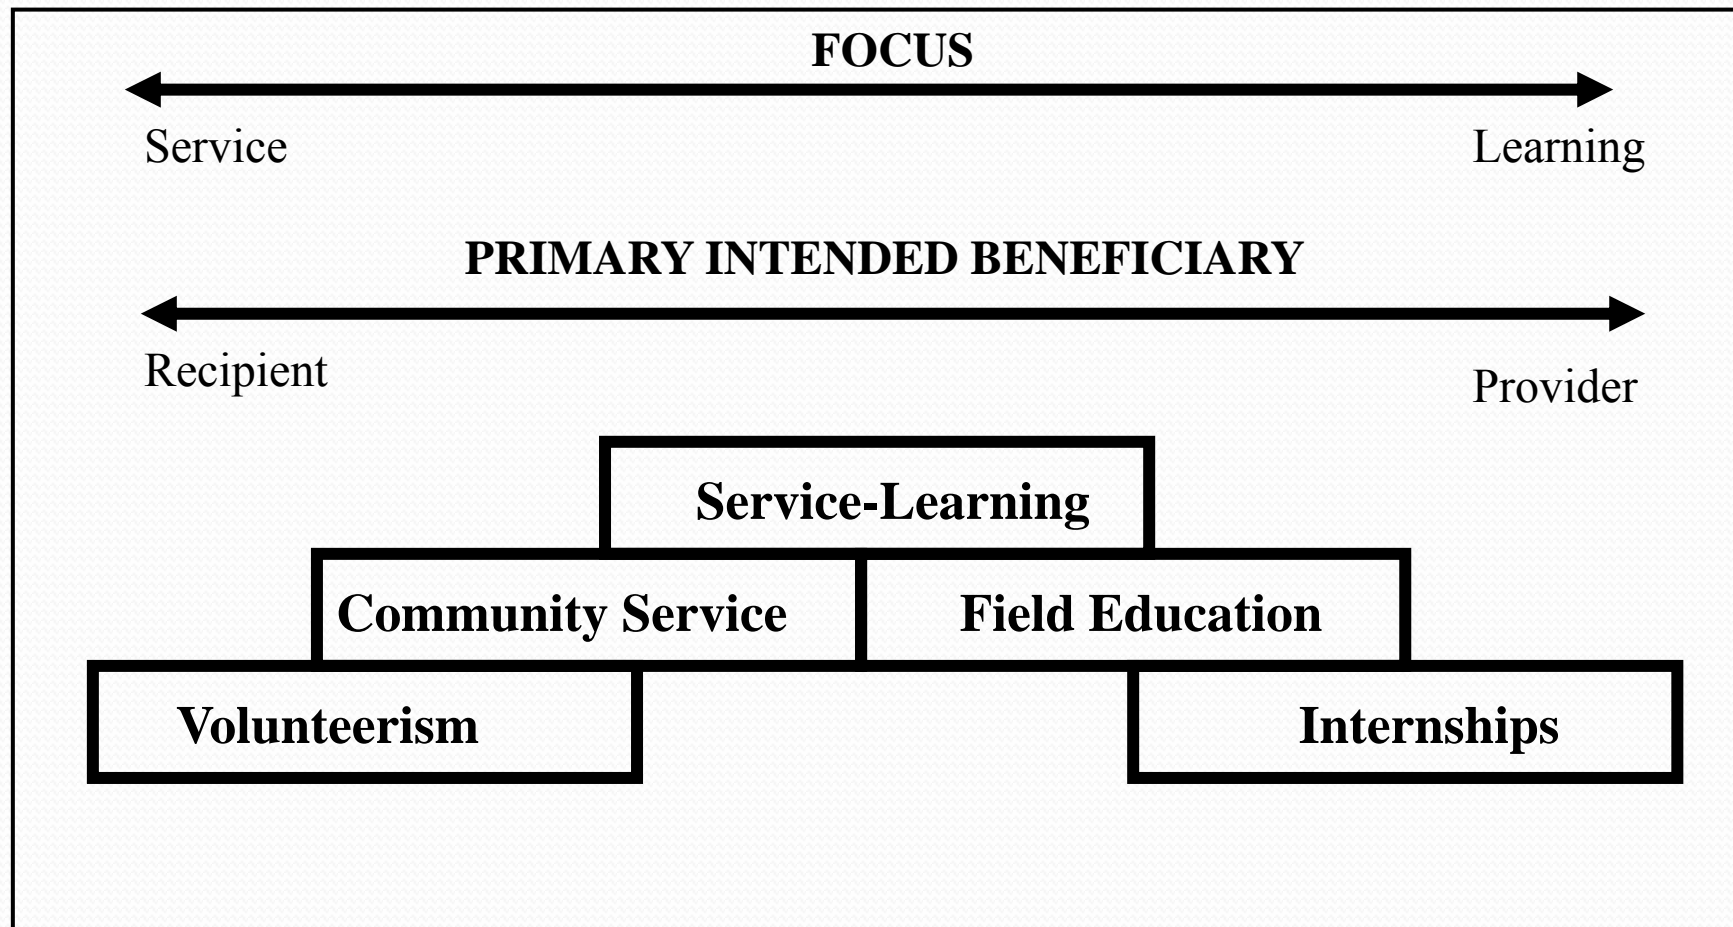 FOCUS
Service Learning
PRIMARY INTENDED BENEFICIARY
Recipient Provider
Service-Learning
Community Service Field Education
Volunteerism Internships